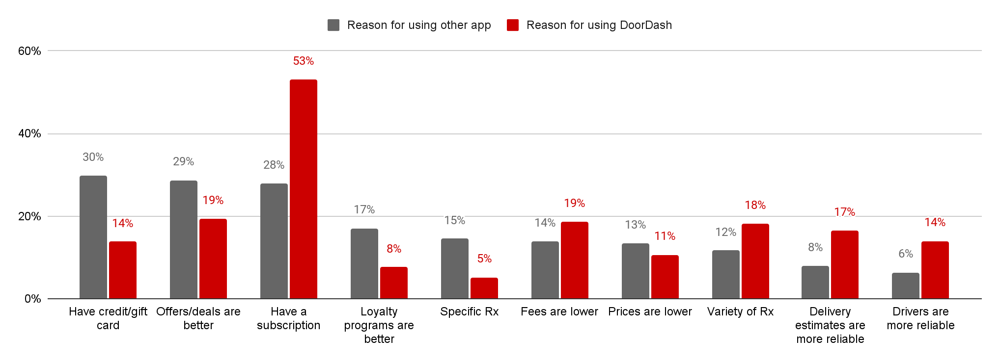 Reason for using other app
Reason for using DoorDash
60%
40%
20%
0%
30%
14%
29%
19%
28%
53%
17%
8%
15%
5%
14%
19%
13%
11%
12%
18%
8%
17%
6%
14%
Have credit/gift
card
Offers/deals are
better
Have a
subscription
Loyalty
programs are
better
Specific Rx
Fees are lower
Prices are lower
Variety of Rx
Delivery
estimates are
more reliable
Drivers are
more reliable